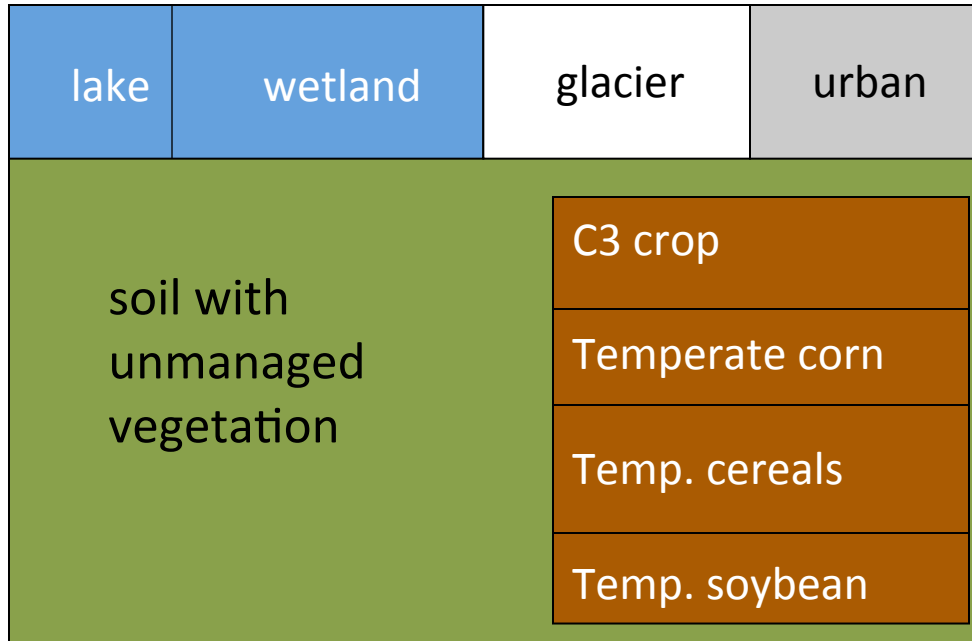 lake
wetland
glacier
urban
C3 crop
soil with
unmanaged
vegetation
Temperate corn
Temp. cereals
Temp. soybean